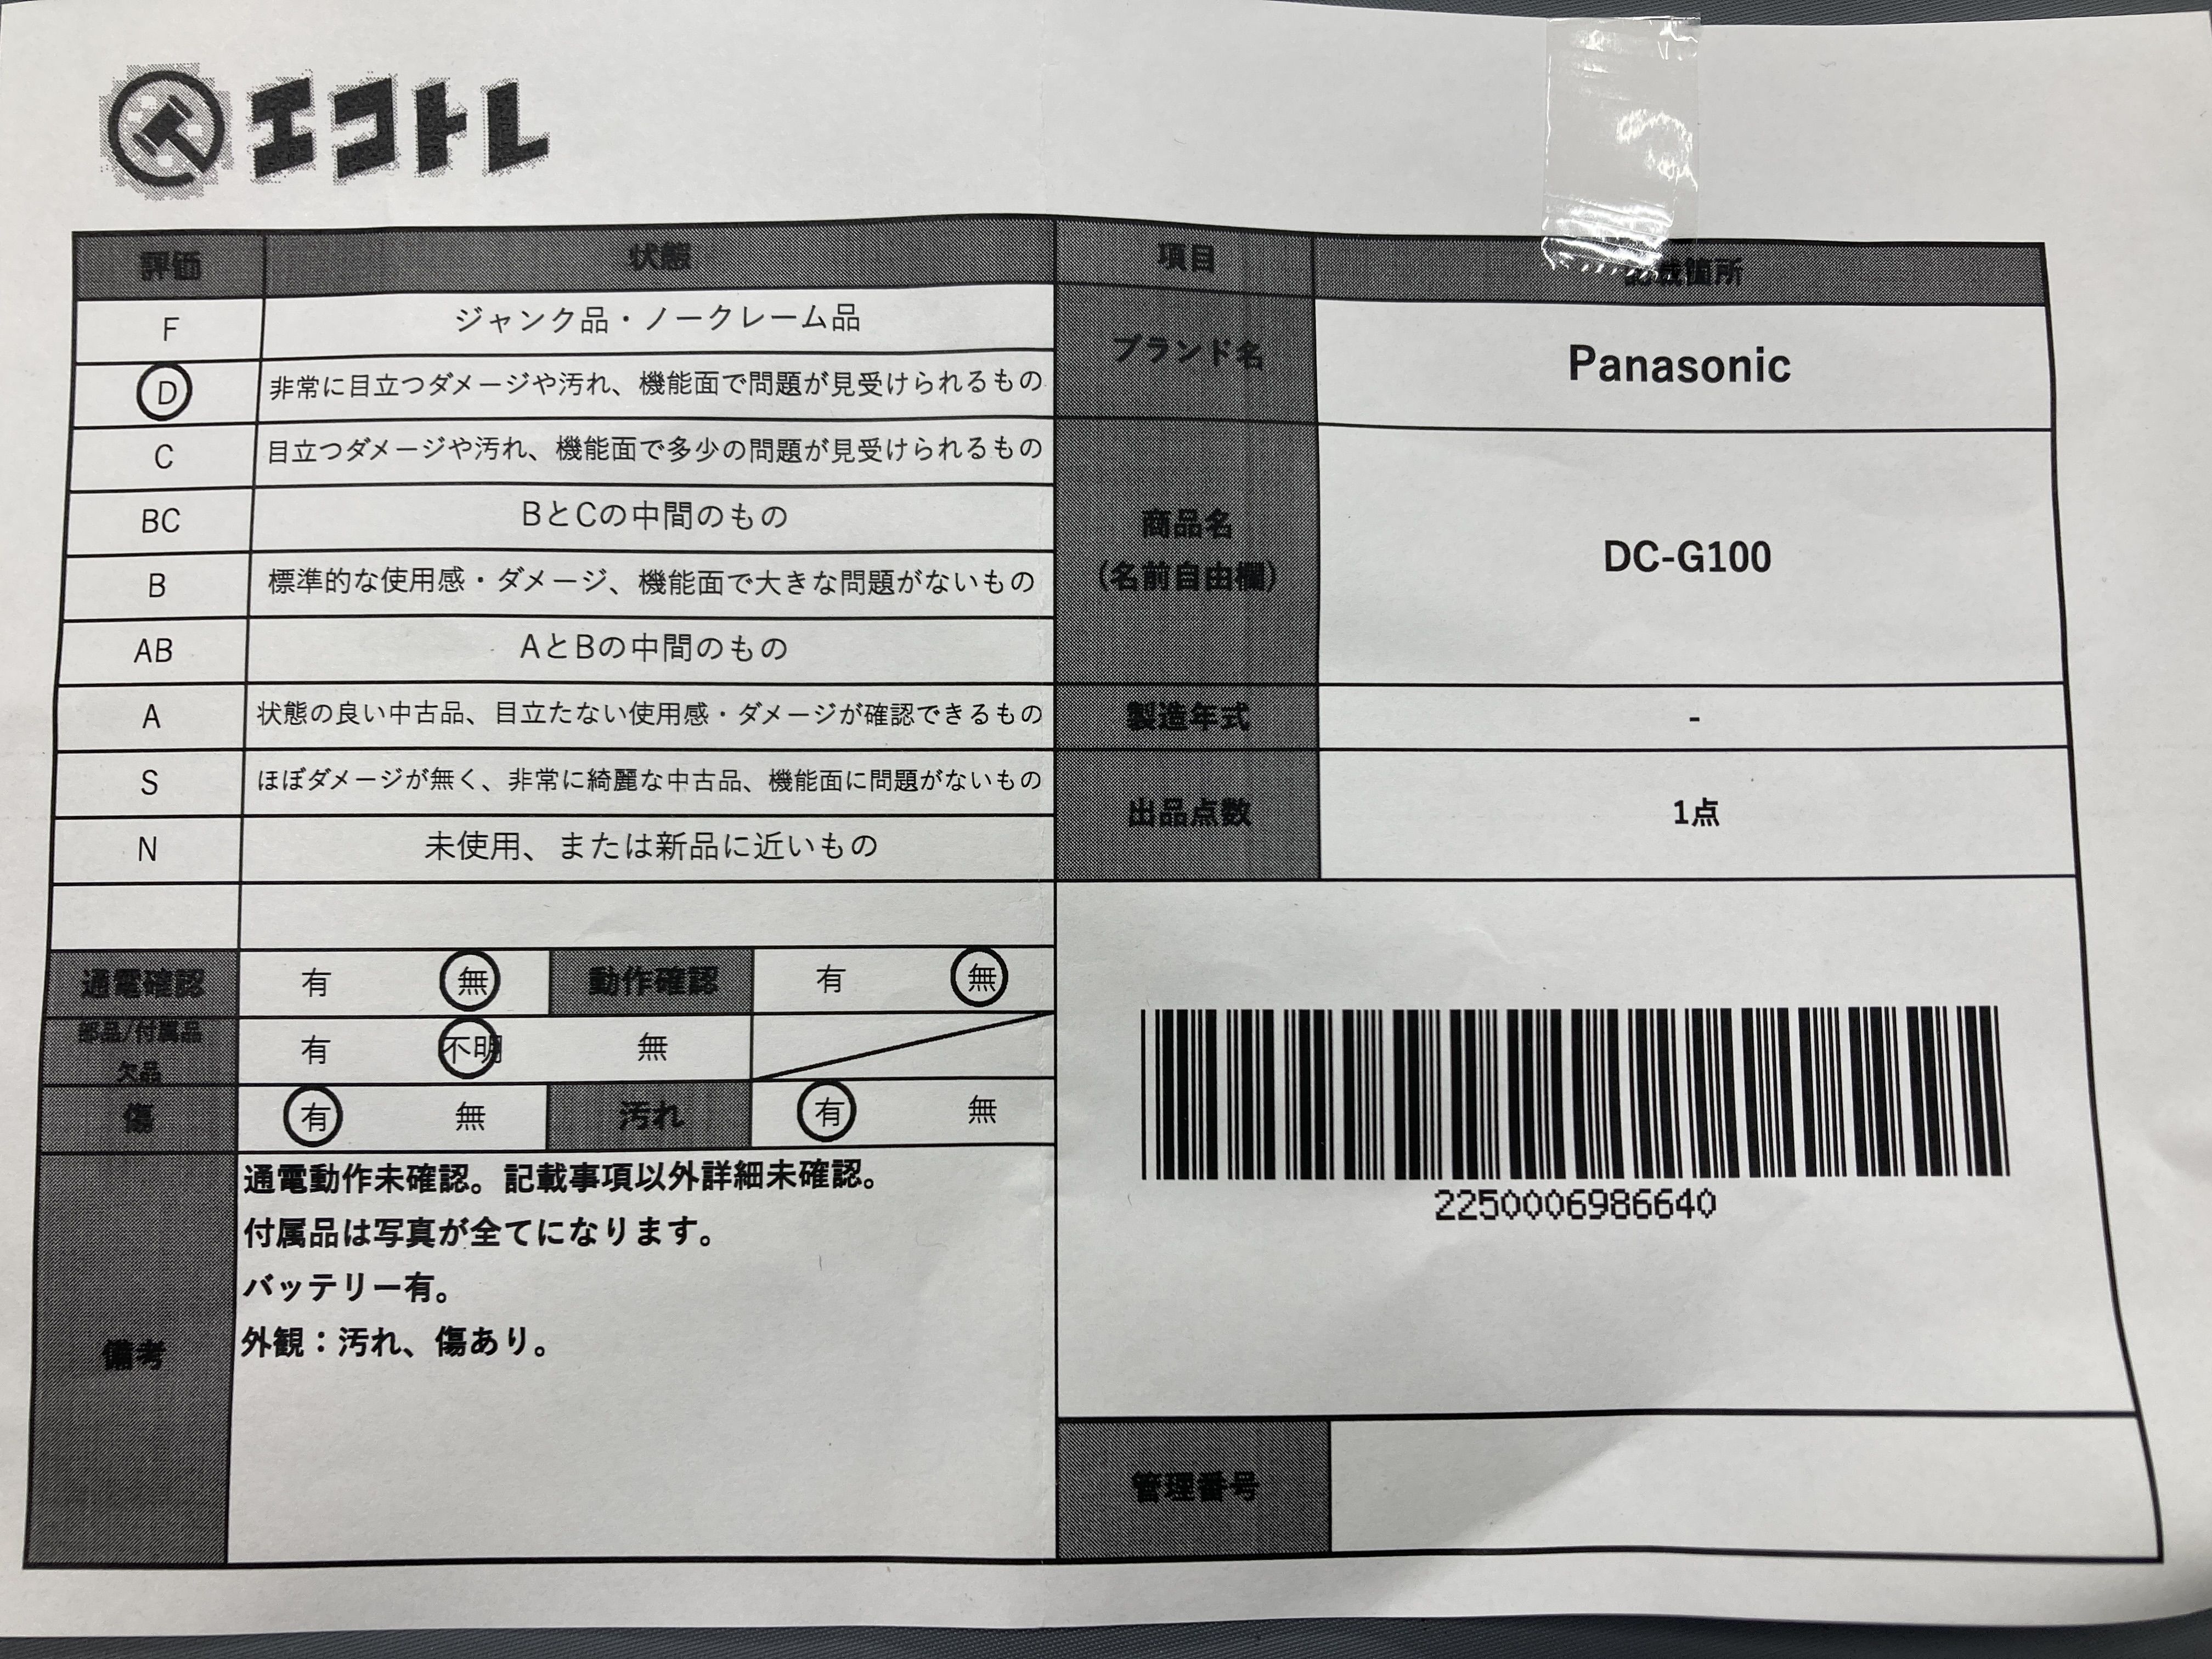 エコトレ
評価 状態
F ジャンク品・ノークレーム品
D 非常に目立つダメージや汚れ、機能面で問題が見受けられるもの
C 目立つダメージや汚れ、機能面で多少の問題が見受けられるもの
BC BとCの中間のもの
B 標準的な使用感・ダメージ、機能面で大きな問題がないもの
AB AとBの中間のもの
A 状態の良い中古品、目立たない使用感・ダメージが確認できるもの
S ほぼダメージが無く、非常に綺麗な中古品、機能面に問題がないもの
N 未使用、または新品に近いもの
通電確認 有 無 動作確認 有 無
部品/付属品
欠品 有 不明 無
傷 有 無 汚れ 有 無
備考
通電動作未確認。記載事項以外詳細未確認。
付属品は写真が全てになります。
バッテリー有。
外観：汚れ、傷あり。
項目 記載箇所
ブランド名 Panasonic
商品名
(名前自由欄) DC-G100
製造年式 -
出品点数 1点
2250006986640
管理番号